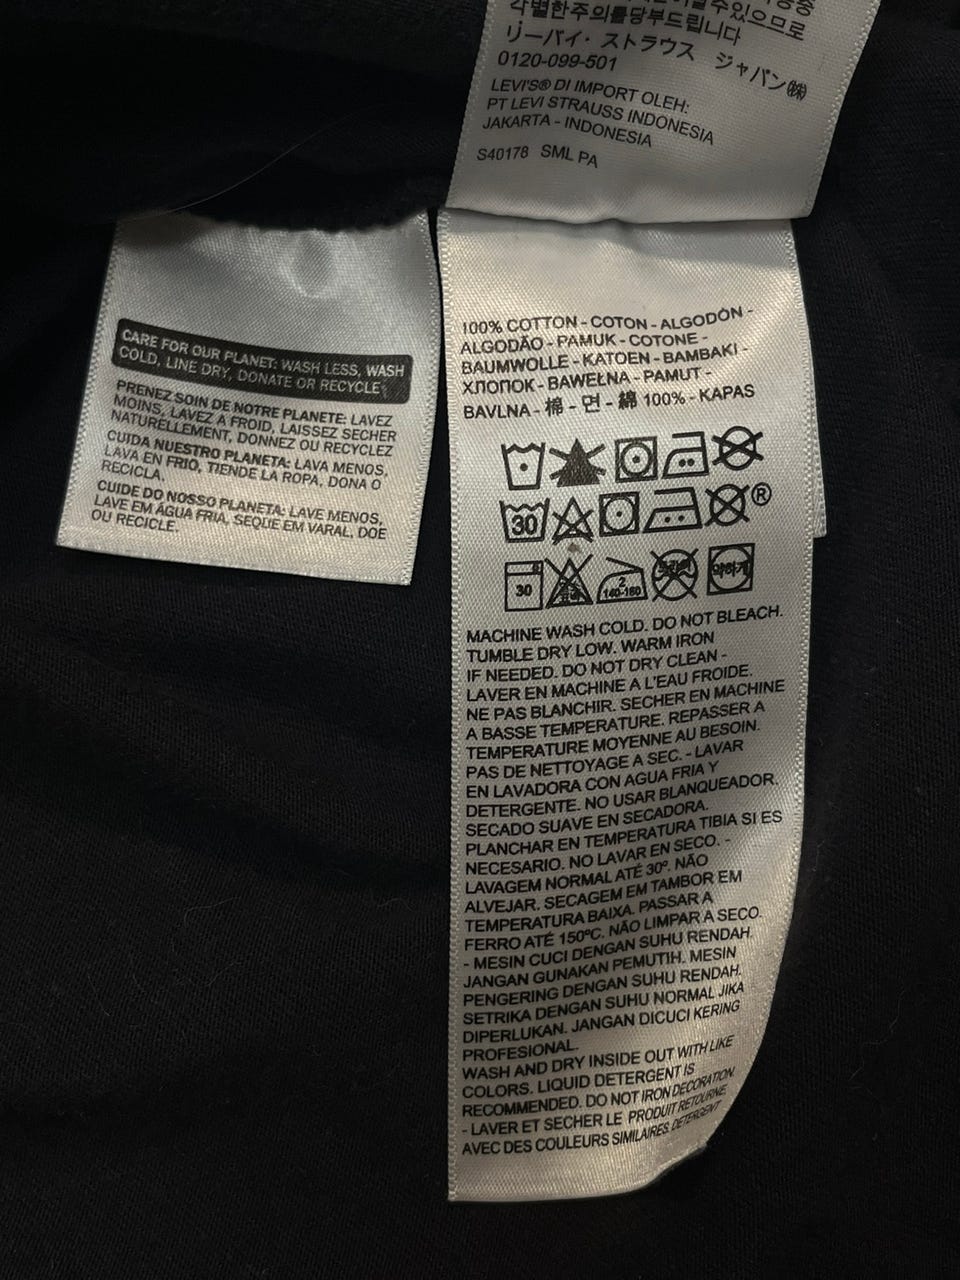 각별한주의를당부드립니다
リーバイ・ストラウス ジャパン㈱
0120-099-501
LEVI'S® DI IMPORT OLEH:
PT LEVI STRAUSS INDONESIA
JAKARTA - INDONESIA
S40178 SML PA
CARE FOR OUR PLANET: WASH LESS, WASH
COLD, LINE DRY, DONATE OR RECYCLE.
PRENEZ SOIN DE NOTRE PLANETE: LAVEZ
MOINS, LAVEZ À FROID, LAISSEZ SECHER
NATURELLEMENT, DONNEZ OU RECYCLEZ
CUIDA NUESTRO PLANETA: LAVA MENOS,
LAVA EN FRIO, TIENDE LA ROPA, DONA O
RECICLA.
CUIDE DO NOSSO PLANETA: LAVE MENOS,
LAVE EM ÁGUA FRIA, SEQUE EM VARAL, DOE
OU RECICLE.
100% COTTON - COTON - ALGODÓN -
ALGODÃO - PAMUK - COTONE -
BAUMWOLLE - KATOEN - BAMBAKI -
ХЛОПОК - BAWEŁNA - PAMUT -
BAVLNA - 棉 - 면 - 綿 100% - KAPAS
30 ®
30 2 140-160 약하게
MACHINE WASH COLD. DO NOT BLEACH.
TUMBLE DRY LOW. WARM IRON
IF NEEDED. DO NOT DRY CLEAN -
LAVER EN MACHINE A L'EAU FROIDE.
NE PAS BLANCHIR. SECHER EN MACHINE
A BASSE TEMPERATURE. REPASSER A
TEMPERATURE MOYENNE AU BESOIN.
PAS DE NETTOYAGE A SEC. - LAVAR
EN LAVADORA CON AGUA FRIA Y
DETERGENTE. NO USAR BLANQUEADOR.
SECADO SUAVE EN SECADORA.
PLANCHAR EN TEMPERATURA TIBIA SI ES
NECESARIO. NO LAVAR EN SECO. -
LAVAGEM NORMAL ATÉ 30º. NÃO
ALVEJAR. SECAGEM EM TAMBOR EM
TEMPERATURA BAIXA. PASSAR A
FERRO ATÉ 150ºC. NÃO LIMPAR A SECO.
- MESIN CUCI DENGAN SUHU RENDAH.
JANGAN GUNAKAN PEMUTIH. MESIN
PENGERING DENGAN SUHU RENDAH.
SETRIKA DENGAN SUHU NORMAL JIKA
DIPERLUKAN. JANGAN DICUCI KERING
PROFESIONAL.
WASH AND DRY INSIDE OUT WITH LIKE
COLORS. LIQUID DETERGENT IS
RECOMMENDED. DO NOT IRON DECORATION.
- LAVER ET SECHER LE PRODUIT RETOURNE,
AVEC DES COULEURS SIMILAIRES. DETERGENT